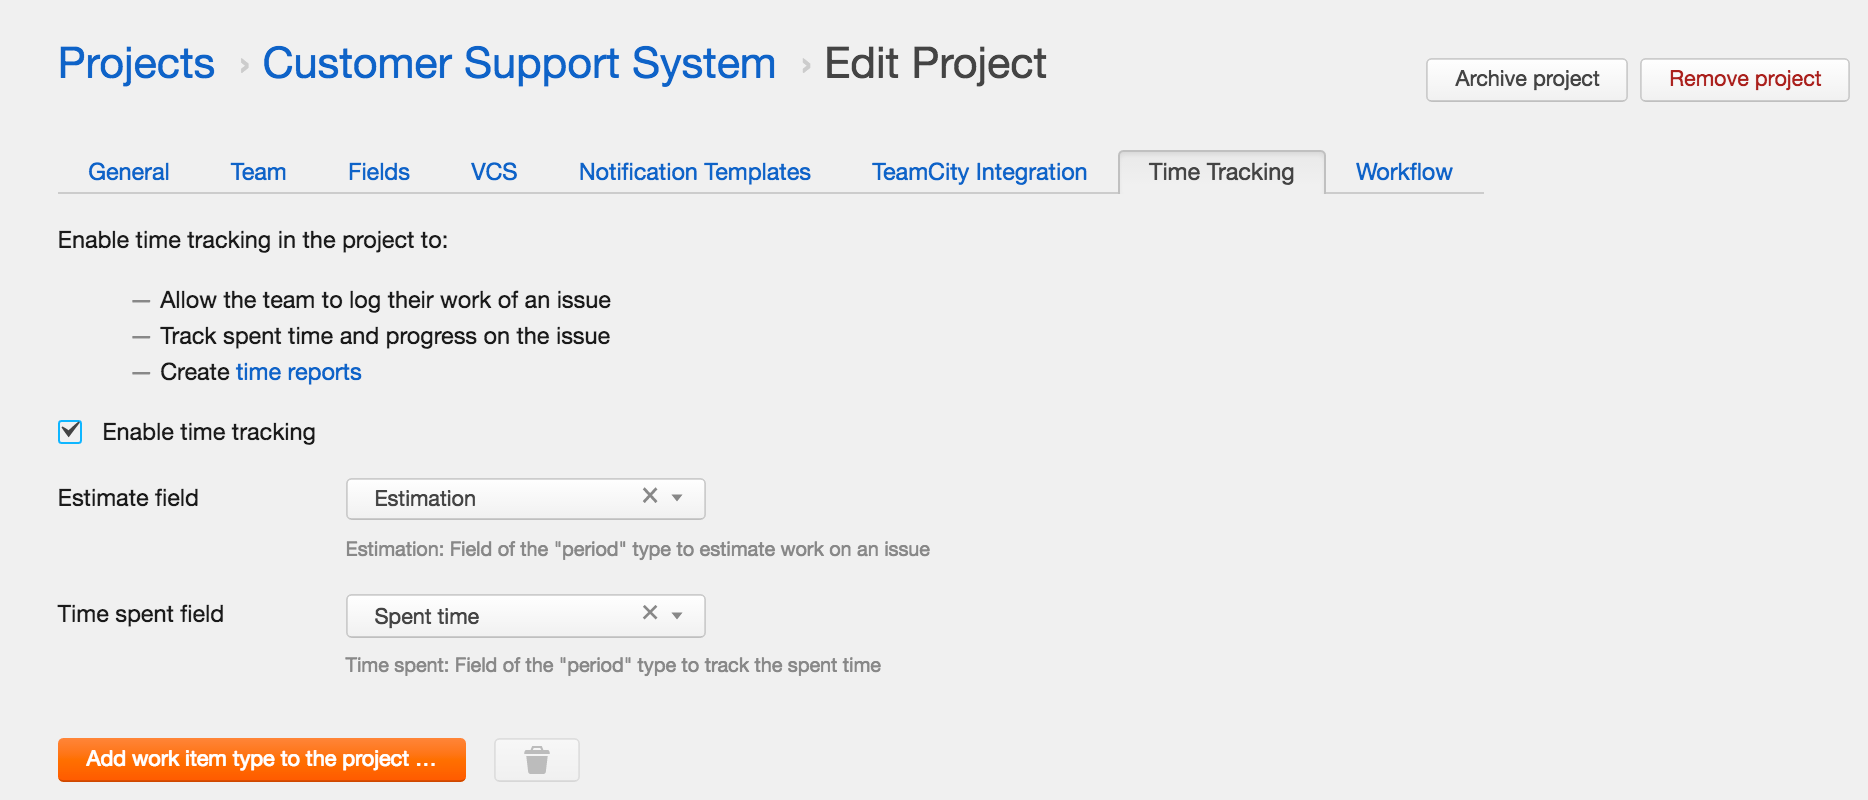 Projects › Customer Support System › Edit Project
Archive project
Remove project
General
Team
Fields
VCS
Notification Templates
TeamCity Integration
Time Tracking
Workflow
Enable time tracking in the project to:
— Allow the team to log their work of an issue
— Track spent time and progress on the issue
— Create time reports
Enable time tracking
Estimate field
Estimation
Estimation: Field of the "period" type to estimate work on an issue
Time spent field
Spent time
Time spent: Field of the "period" type to track the spent time
Add work item type to the project ...